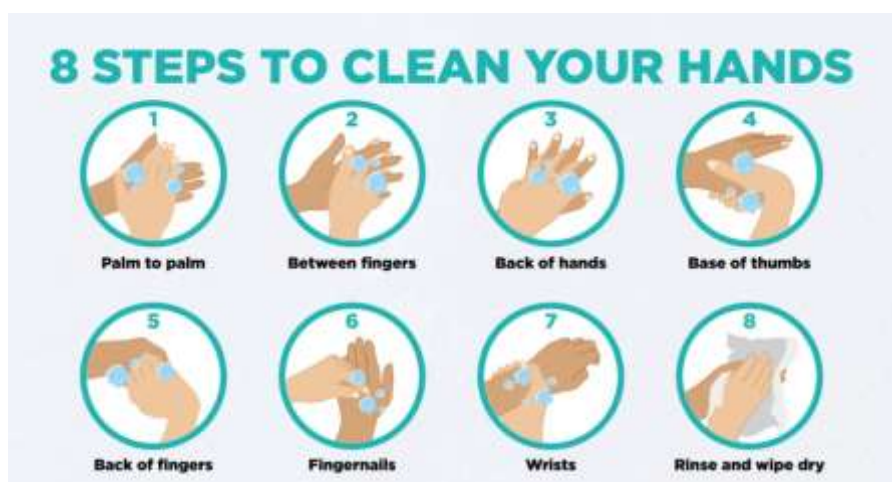 8 STEPS TO CLEAN YOUR HANDS
1
2
3
4
Palm to palm
Between fingers
Back of hands
Base of thumbs
5
6
7
8
Back of fingers
Fingernails
Wrists
Rinse and wipe dry